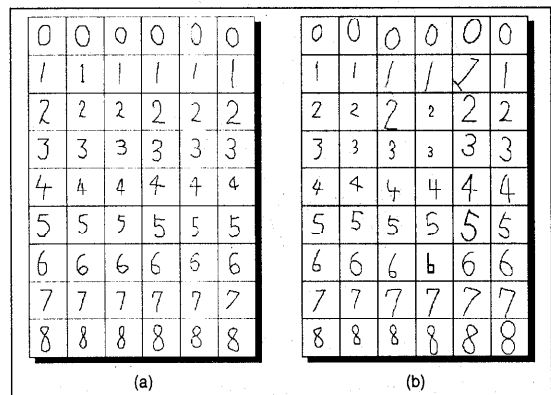 0 0 0 0 0 0 0 0 0 0 0 0
1 1 1 1 1 1 1 1 1 1 1 1
2 2 2 2 2 2 2 2 2 2 2 2
3 3 3 3 3 3 3 3 3 3 3 3
4 4 4 4 4 4 4 4 4 4 4 4
5 5 5 5 5 5 5 5 5 5 5 5
6 6 6 6 6 6 6 6 6 6 6 6
7 7 7 7 7 7 7 7 7 7 7 7
8 8 8 8 8 8 8 8 8 8 8 8
(a) (b)